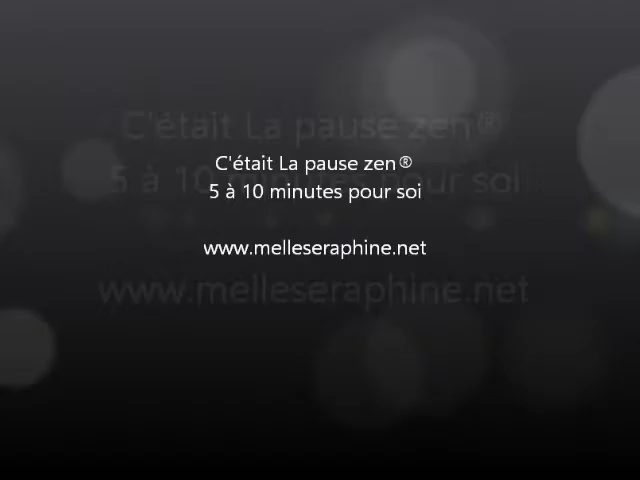 C'était La pause zen®
5 à 10 minutes pour soi
www.melleseraphine.net